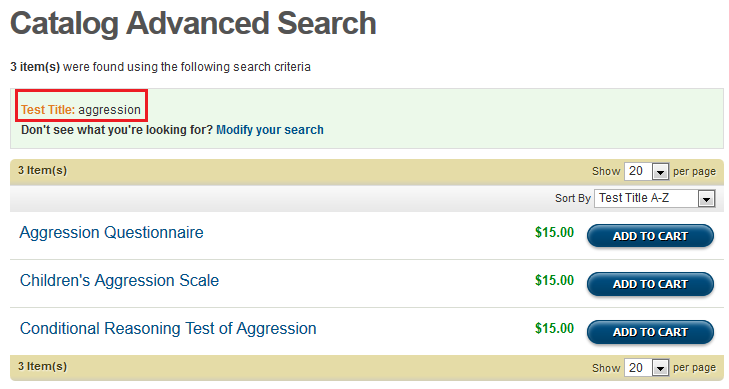 Catalog Advanced Search
3 item(s) were found using the following search criteria
Test Title: aggression
Don't see what you're looking for? Modify your search
3 Item(s) Show 20 per page
Sort By Test Title A-Z
Aggression Questionnaire $15.00 ADD TO CART
Children's Aggression Scale $15.00 ADD TO CART
Conditional Reasoning Test of Aggression $15.00 ADD TO CART
3 Item(s) Show 20 per page